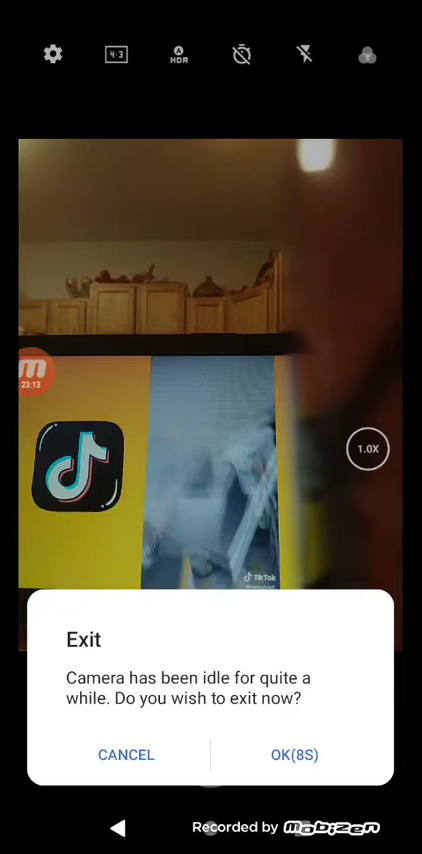 4:3
A
HDR
23:13
1.0X
TikTok
Exit
Camera has been idle for quite a
while. Do you wish to exit now?
CANCEL
OK(8S)
Recorded by mobizen